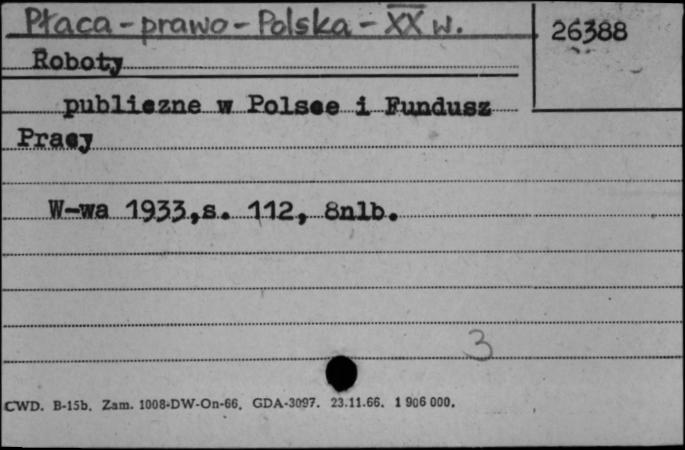 Płaca - prawo - Polska - XX w.
26388
Roboty
publiczne w Polsce i Fundusz
Pracy
W-wa 1933,s. 112, 8nlb.
3
CWD. B-15b. Zam. 1008-DW-On-66. GDA-3097. 23.11.66. 1 906 000.